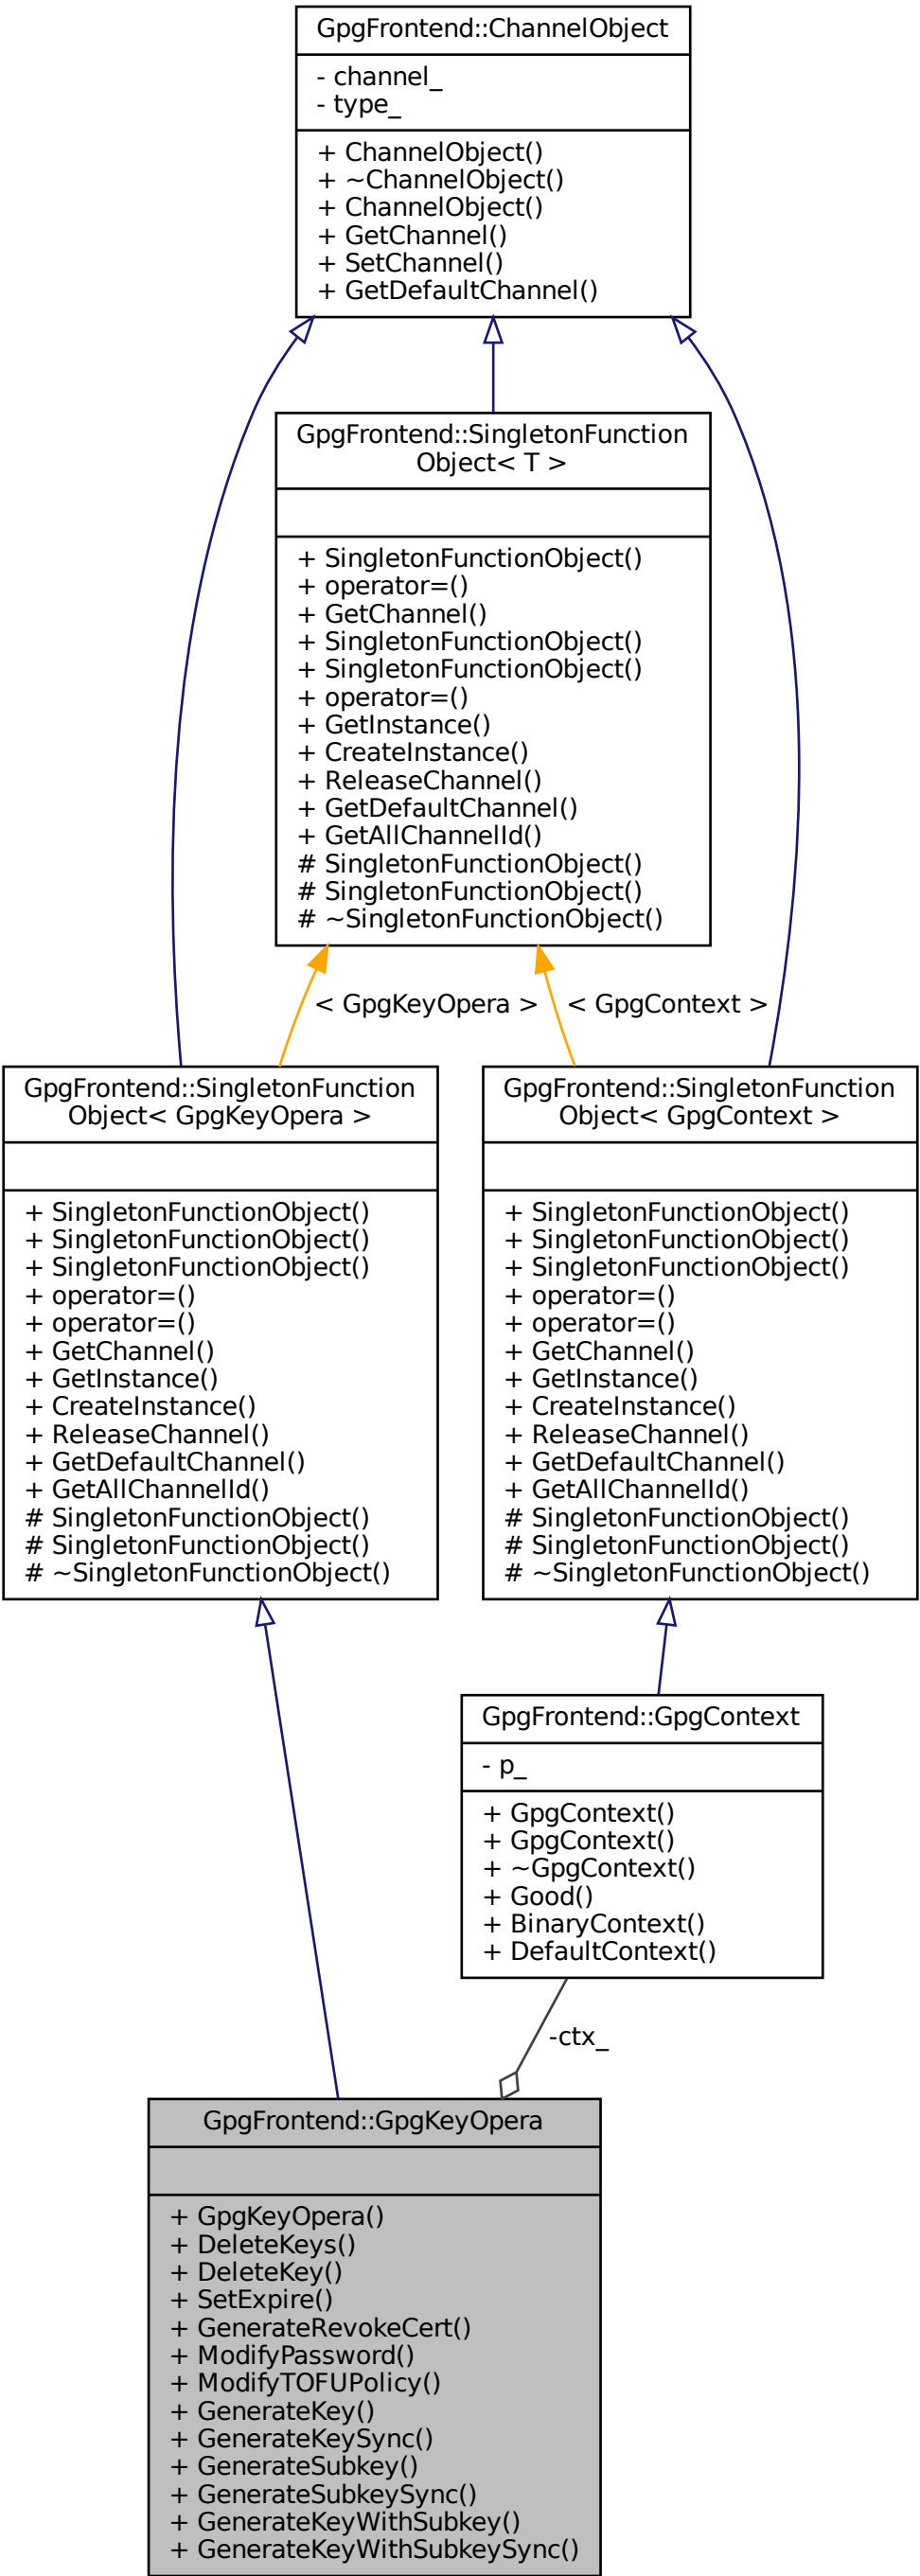 GpgFrontend::ChannelObject
- channel_
- type_
+ ChannelObject()
+ ~ChannelObject()
+ ChannelObject()
+ GetChannel()
+ SetChannel()
+ GetDefaultChannel()
GpgFrontend::SingletonFunction
Object< T >
+ SingletonFunctionObject()
+ operator=()
+ GetChannel()
+ SingletonFunctionObject()
+ SingletonFunctionObject()
+ operator=()
+ GetInstance()
+ CreateInstance()
+ ReleaseChannel()
+ GetDefaultChannel()
+ GetAllChannelId()
# SingletonFunctionObject()
# SingletonFunctionObject()
# ~SingletonFunctionObject()
< GpgKeyOpera >
< GpgContext >
GpgFrontend::SingletonFunction
Object< GpgKeyOpera >
+ SingletonFunctionObject()
+ SingletonFunctionObject()
+ SingletonFunctionObject()
+ operator=()
+ operator=()
+ GetChannel()
+ GetInstance()
+ CreateInstance()
+ ReleaseChannel()
+ GetDefaultChannel()
+ GetAllChannelId()
# SingletonFunctionObject()
# SingletonFunctionObject()
# ~SingletonFunctionObject()
GpgFrontend::SingletonFunction
Object< GpgContext >
+ SingletonFunctionObject()
+ SingletonFunctionObject()
+ SingletonFunctionObject()
+ operator=()
+ operator=()
+ GetChannel()
+ GetInstance()
+ CreateInstance()
+ ReleaseChannel()
+ GetDefaultChannel()
+ GetAllChannelId()
# SingletonFunctionObject()
# SingletonFunctionObject()
# ~SingletonFunctionObject()
GpgFrontend::GpgContext
- p_
+ GpgContext()
+ GpgContext()
+ ~GpgContext()
+ Good()
+ BinaryContext()
+ DefaultContext()
-ctx_
GpgFrontend::GpgKeyOpera
+ GpgKeyOpera()
+ DeleteKeys()
+ DeleteKey()
+ SetExpire()
+ GenerateRevokeCert()
+ ModifyPassword()
+ ModifyTOFUPolicy()
+ GenerateKey()
+ GenerateKeySync()
+ GenerateSubkey()
+ GenerateSubkeySync()
+ GenerateKeyWithSubkey()
+ GenerateKeyWithSubkeySync()